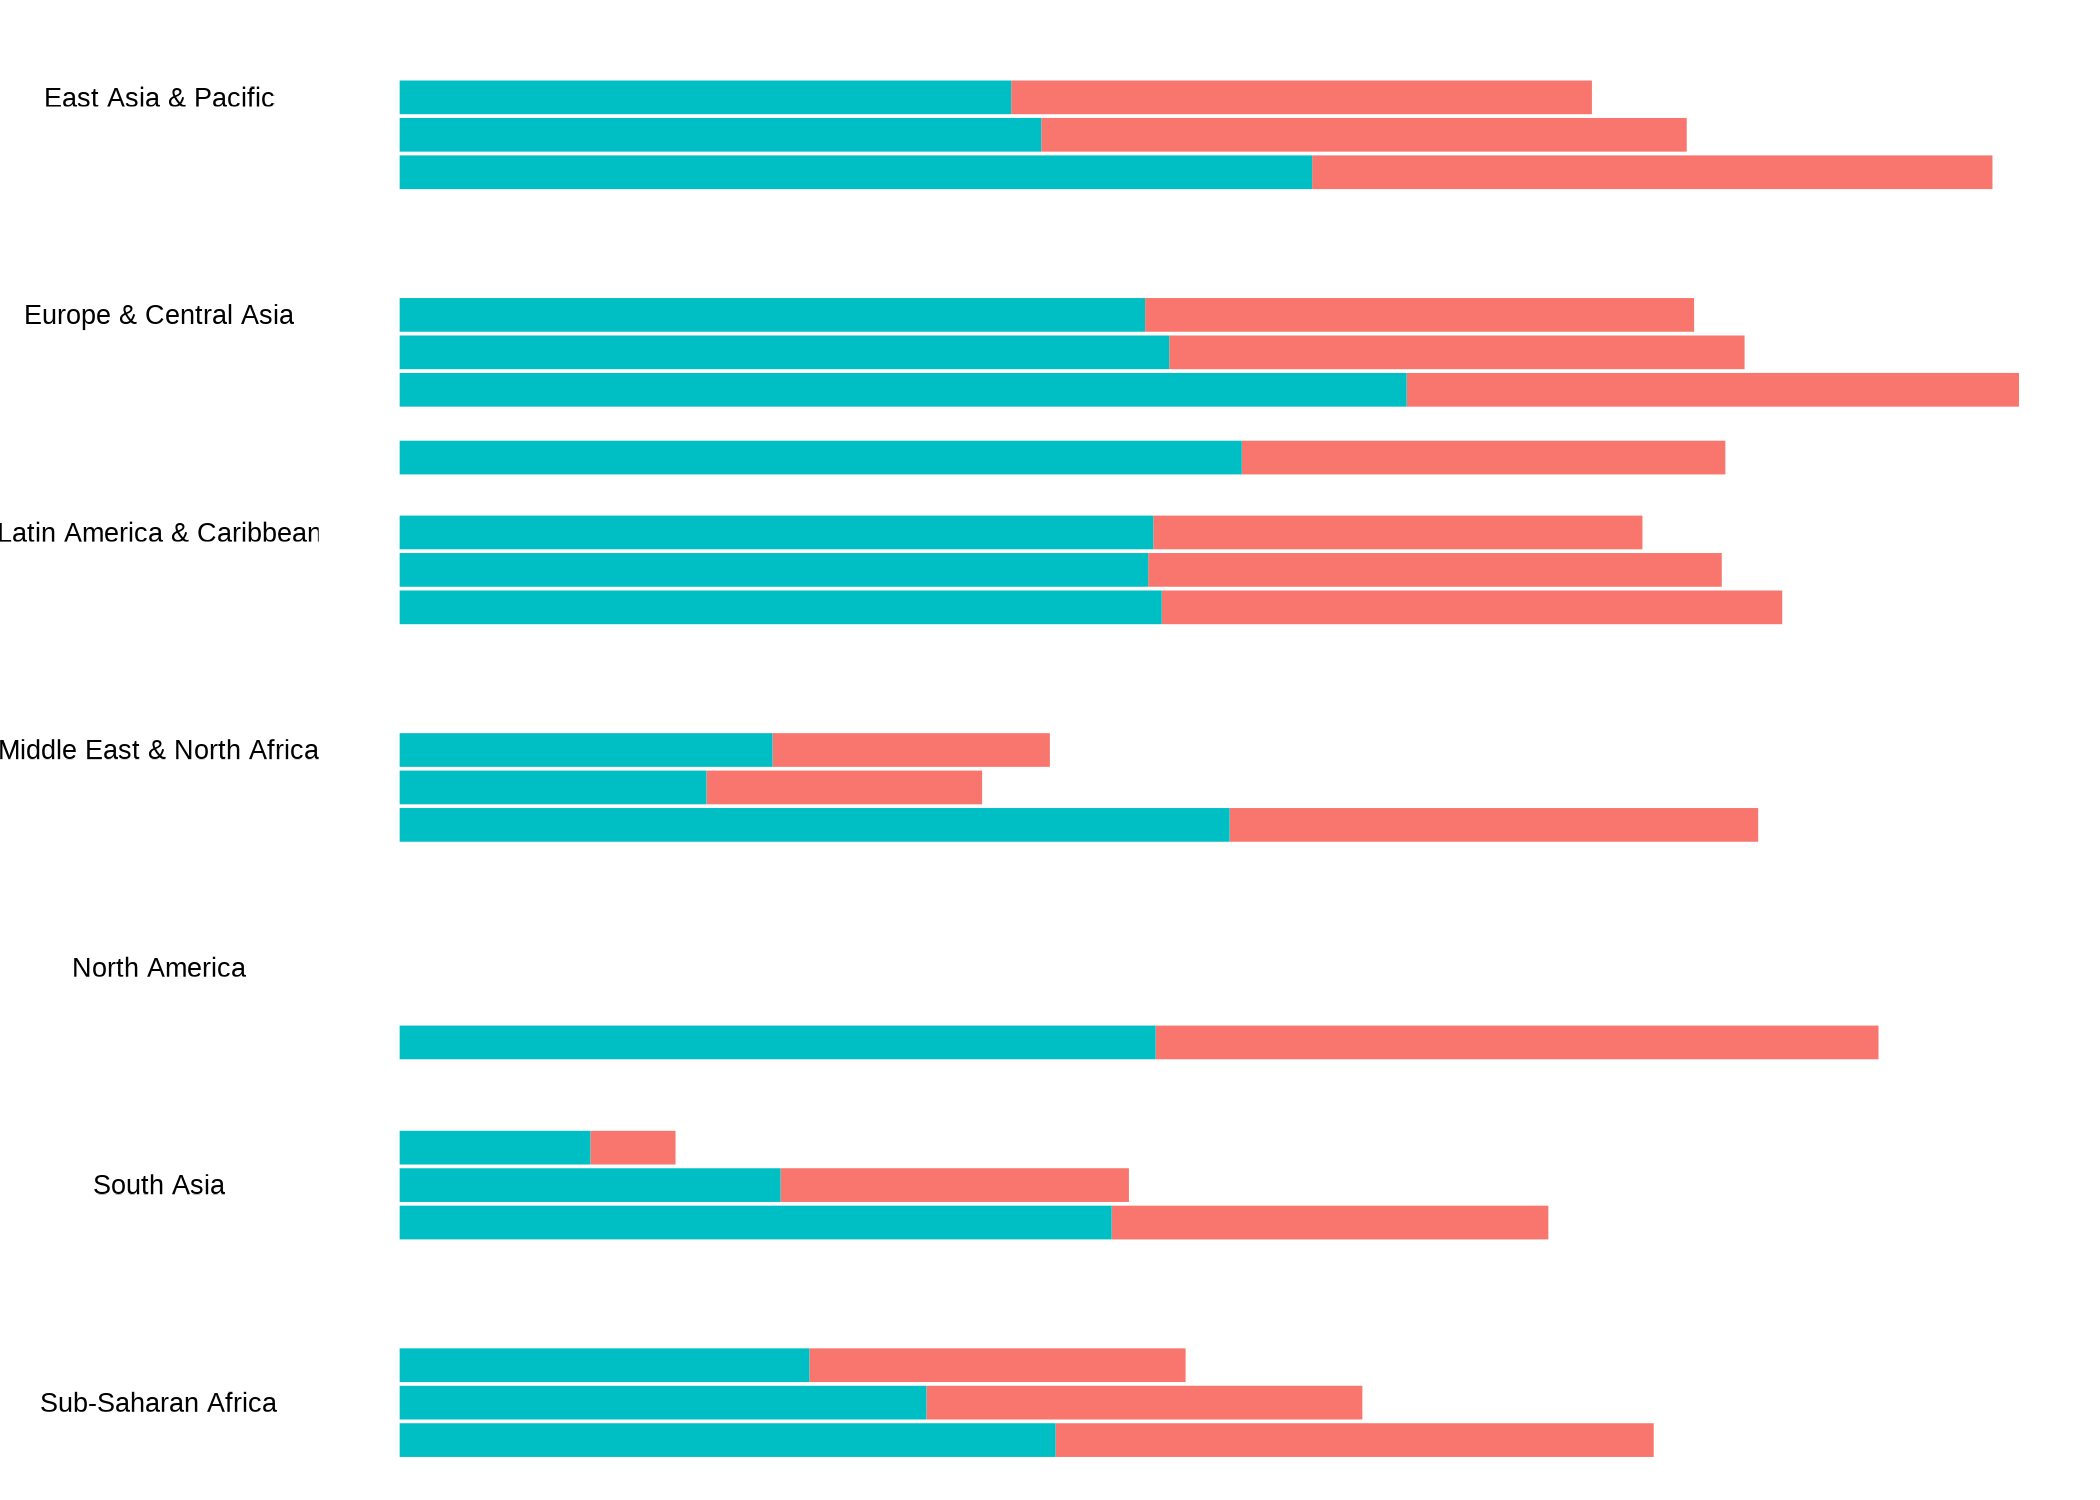 East Asia & Pacific
Europe & Central Asia
Latin America & Caribbean
Middle East & North Africa
North America
South Asia
Sub-Saharan Africa